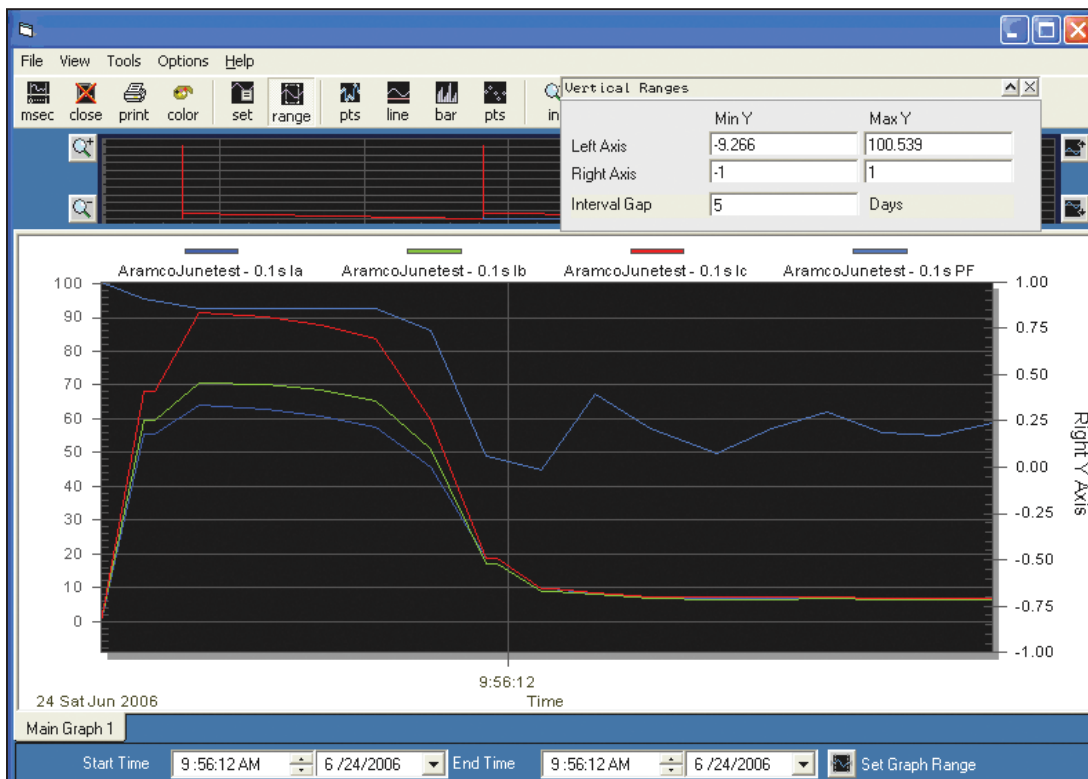 File View Tools Options Help
msec close print color set range pts line bar pts in
Vertical Ranges
Min Y Max Y
Left Axis -9.266 100.539
Right Axis -1 1
Interval Gap 5 Days
AramcoJunetest - 0.1s Ia AramcoJunetest - 0.1s Ib AramcoJunetest - 0.1s Ic AramcoJunetest - 0.1s PF
100
90
80
70
60
50
40
30
20
10
0
1.00
0.75
0.50
0.25
0.00
-0.25
-0.50
-0.75
-1.00
Right Y Axis
9:56:12
24 Sat Jun 2006 Time
Main Graph 1
Start Time 9:56:12 AM 6/24/2006 End Time 9:56:12 AM 6/24/2006 Set Graph Range